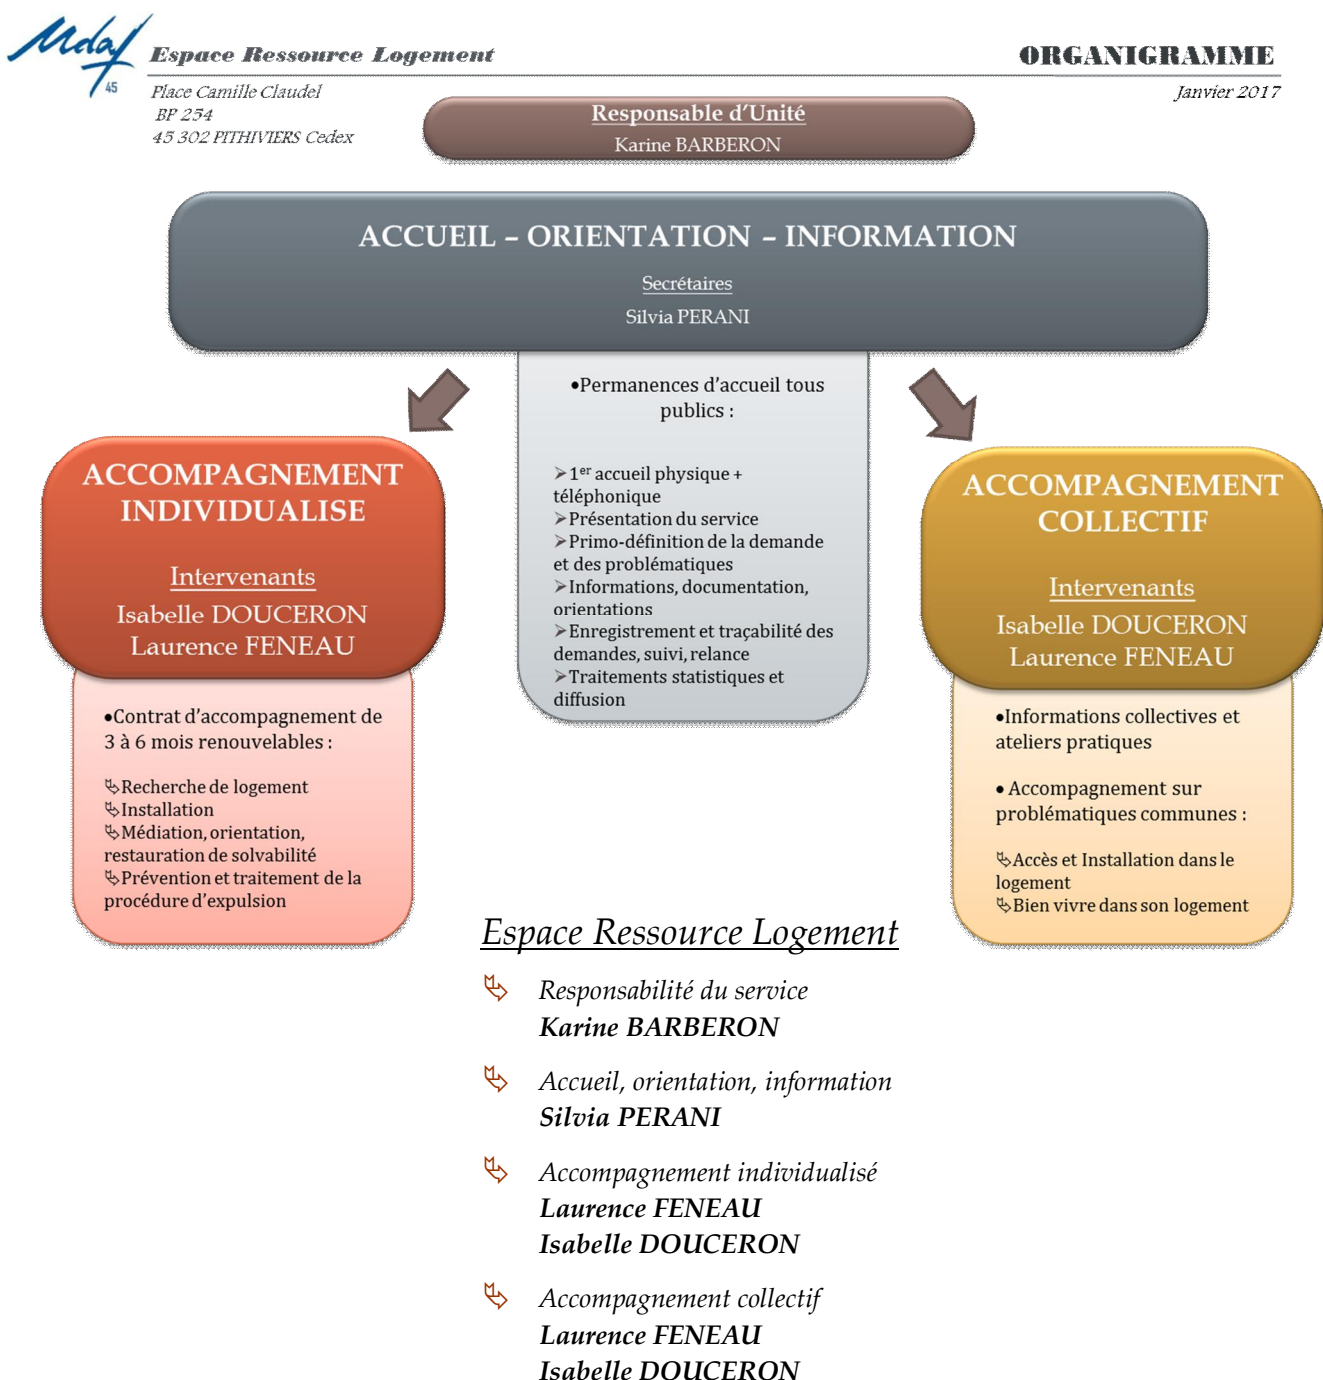 Udaf
45
Espace Ressource Logement
ORGANIGRAMME
Place Camille Claudel
BP 254
45 302 PITHIVIERS Cedex
Janvier 2017
Responsable d'Unité
Karine BARBERON
ACCUEIL – ORIENTATION – INFORMATION
Secrétaires
Silvia PERANI
•Permanences d'accueil tous
publics :
➢1er accueil physique +
téléphonique
➢Présentation du service
➢Primo-définition de la demande
et des problématiques
➢Informations, documentation,
orientations
➢Enregistrement et traçabilité des
demandes, suivi, relance
➢Traitements statistiques et
diffusion
ACCOMPAGNEMENT
INDIVIDUALISE
Intervenants
Isabelle DOUCERON
Laurence FENEAU
•Contrat d'accompagnement de
3 à 6 mois renouvelables :
Recherche de logement
Installation
Médiation, orientation,
restauration de solvabilité
Prévention et traitement de la
procédure d'expulsion
ACCOMPAGNEMENT
COLLECTIF
Intervenants
Isabelle DOUCERON
Laurence FENEAU
•Informations collectives et
ateliers pratiques
• Accompagnement sur
problématiques communes :
Accès et Installation dans le
logement
Bien vivre dans son logement
Espace Ressource Logement
Responsabilité du service
Karine BARBERON
Accueil, orientation, information
Silvia PERANI
Accompagnement individualisé
Laurence FENEAU
Isabelle DOUCERON
Accompagnement collectif
Laurence FENEAU
Isabelle DOUCERON